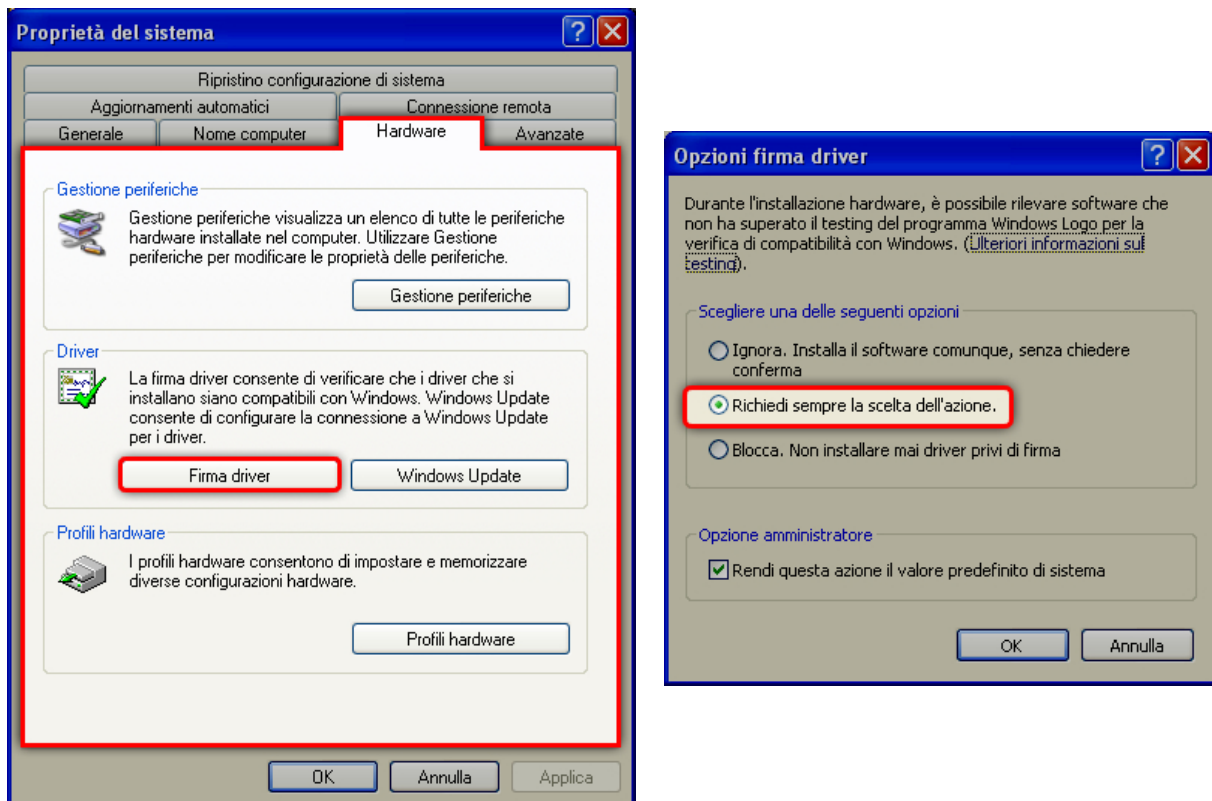 Proprietà del sistema
Ripristino configurazione di sistema
Aggiornamenti automatici
Connessione remota
Generale
Nome computer
Hardware
Avanzate
Gestione periferiche
Gestione periferiche visualizza un elenco di tutte le periferiche
hardware installate nel computer. Utilizzare Gestione
periferiche per modificare le proprietà delle periferiche.
Gestione periferiche
Driver
La firma driver consente di verificare che i driver che si
installano siano compatibili con Windows. Windows Update
consente di configurare la connessione a Windows Update
per i driver.
Firma driver
Windows Update
Profili hardware
I profili hardware consentono di impostare e memorizzare
diverse configurazioni hardware.
Profili hardware
OK
Annulla
Applica
Opzioni firma driver
Durante l'installazione hardware, è possibile rilevare software che
non ha superato il testing del programma Windows Logo per la
verifica di compatibilità con Windows. (Ulteriori informazioni sul
testing).
Scegliere una delle seguenti opzioni
Ignora. Installa il software comunque, senza chiedere
conferma
Richiedi sempre la scelta dell'azione.
Blocca. Non installare mai driver privi di firma
Opzione amministratore
Rendi questa azione il valore predefinito di sistema
OK
Annulla